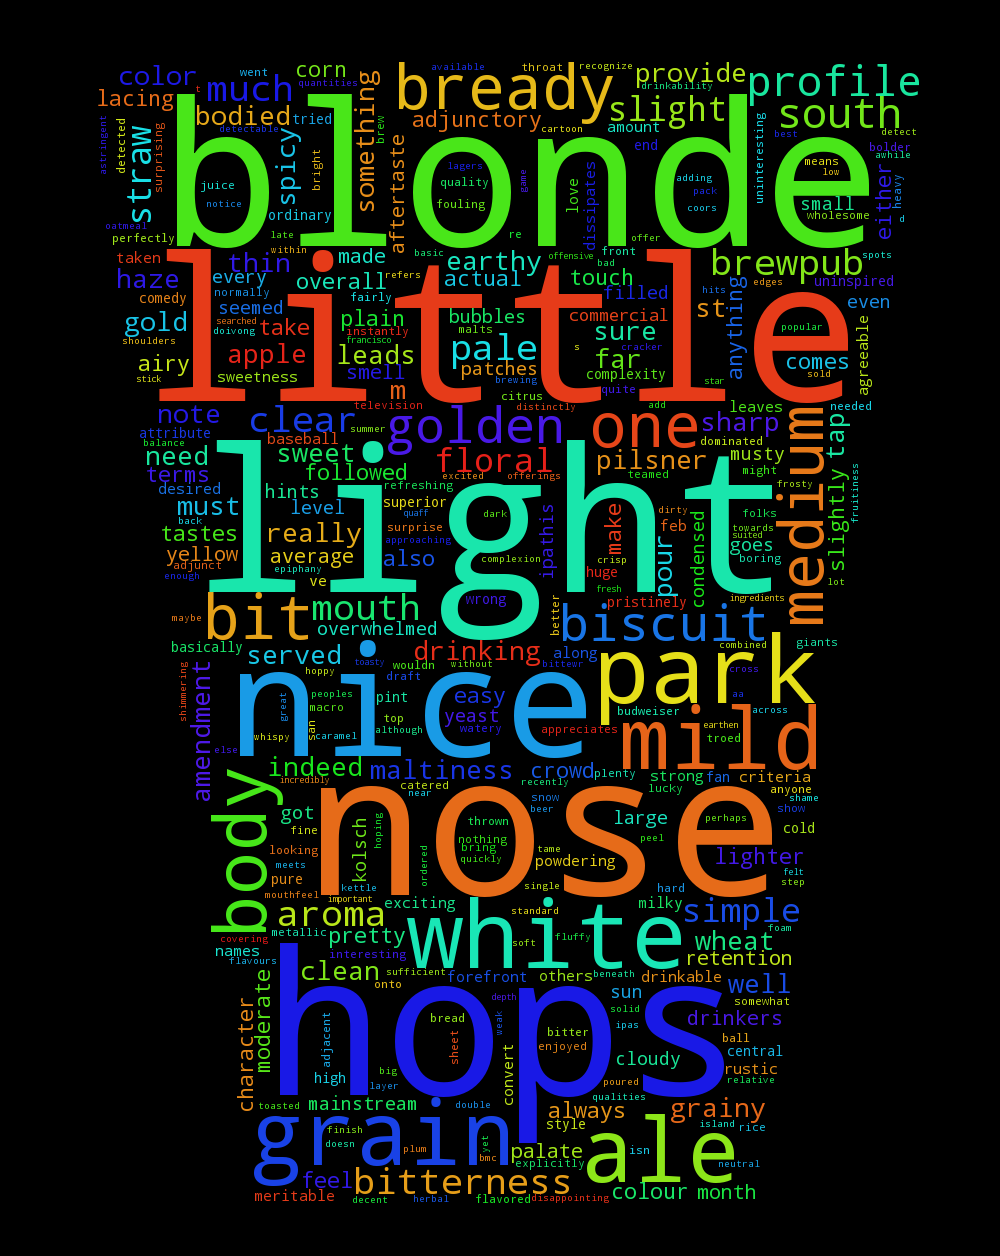 available throat recognize
went corn bready provide profile
color much quantities drinkability
lacing bodied something adjunctory slight south
tried detectable cartoon amount best detect
astringent detected surprising straw spicy bright brew aftertaste end uninteresting bolder
blonde
lagers means awhile
juice quality game love dissipates adding low either heavy
notice fouling pack coors small
oatmeal ordinary wholesome d
perfectly late re offer
taken thin within made basic earthy front touch brewpub spots
haze every overall refers actual offensive bad edges uninspired
comedy normally fairly filled hits
gold seemed plain bubbles commercial st anything even
searched
shoulders doivong take instantly malts sure popular
little
francisco s cracker agreeable
airy apple leads pale far comes
patches complexity
stick sweetness smell m brewing quite star sold
citrus
note television distinctly add leaves needed
clear golden one sharp medium tap
attribute baseball summer
balance sweet floral pilsner dominated
need followed excited offerings teamed musty
terms hints refreshing might
desired level superior dark frosty slightly fruitiness
must quaff dirty folks
back light
tastes really surprise make feb condensed towards
yellow average also approaching ipathis pour suited goes
adjunct complexion crisp boring
enough epiphany huge lot
ve fresh
wrong pristinely ingredients
maybe bit mouth better biscuit
overwhelmed
basically drinking along combined giants
served wouldn without bittewr park
shimmering amendment toasty
hoppy draft cross
nice
peoples pint easy aa
great macro budweiser across
whispy san top yeast appreciates mild
caramel although watery earthen
else troed
body indeed maltiness crowd plenty strong fan criteria
incredibly catered recently lucky anyone
near snow shame
got beer large show
fine kolsch hoping thrown perhaps cold
nose
looking nothing tame peel
bring ordered quickly powdering lighter
meets felt
pure kettle single hard step
mouthfeel important
aroma exciting standard milky simple
metallic white foam
covering pretty soft fluffy wheat
names interesting
flavours clean sufficient forefront others beneath drinkable retention
onto well
character moderate depth sun somewhat
hops
adjacent bread weak solid drinkers
bitter ipas
sheet enjoyed ball
cloudy central
high big convert rustic
layer poured relative
toasted mainstream double qualities
always grainy
grain style island rice
finish ale
doesn yet palate isn
plum bmc explicitly neutral
feel bitterness
meritable decent herbal flavored disappointing colour month